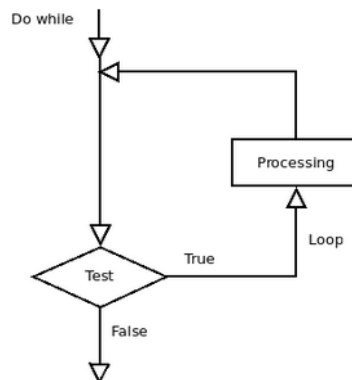 Do while
Processing
Loop
True
Test
False